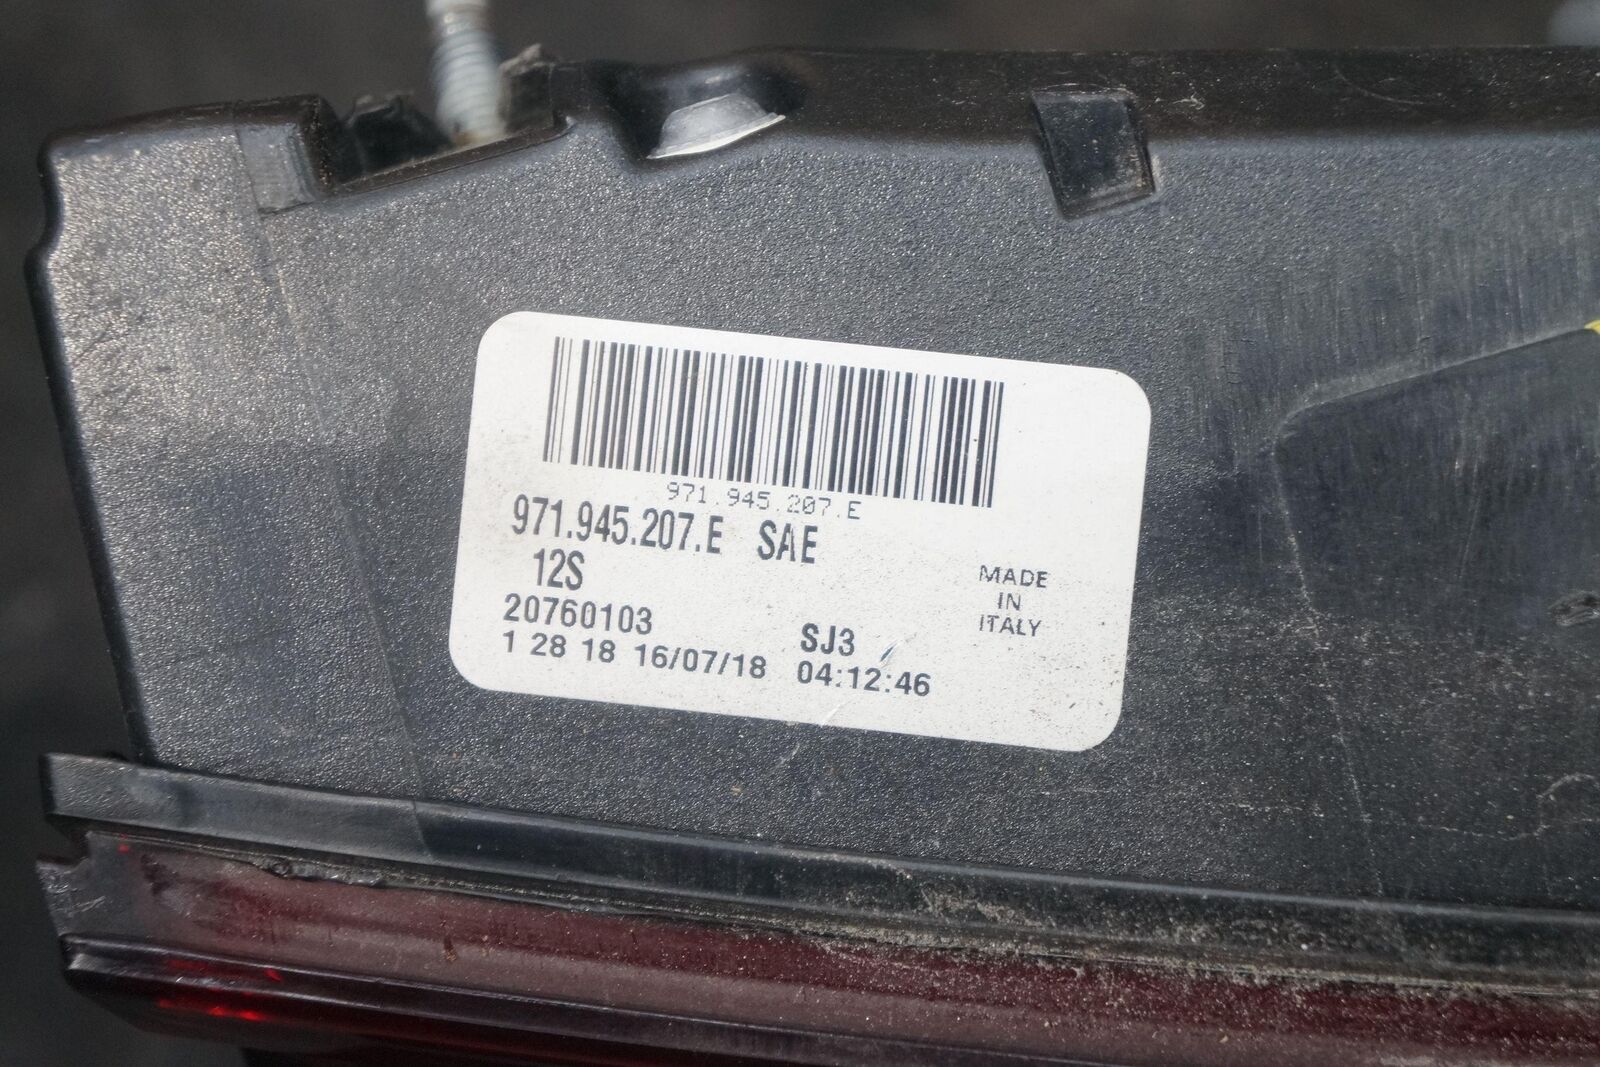 971.945.207.E
971.945.207.E SAE
12S
20760103 SJ3
1 28 18 16/07/18 04:12:46
MADE
IN
ITALY